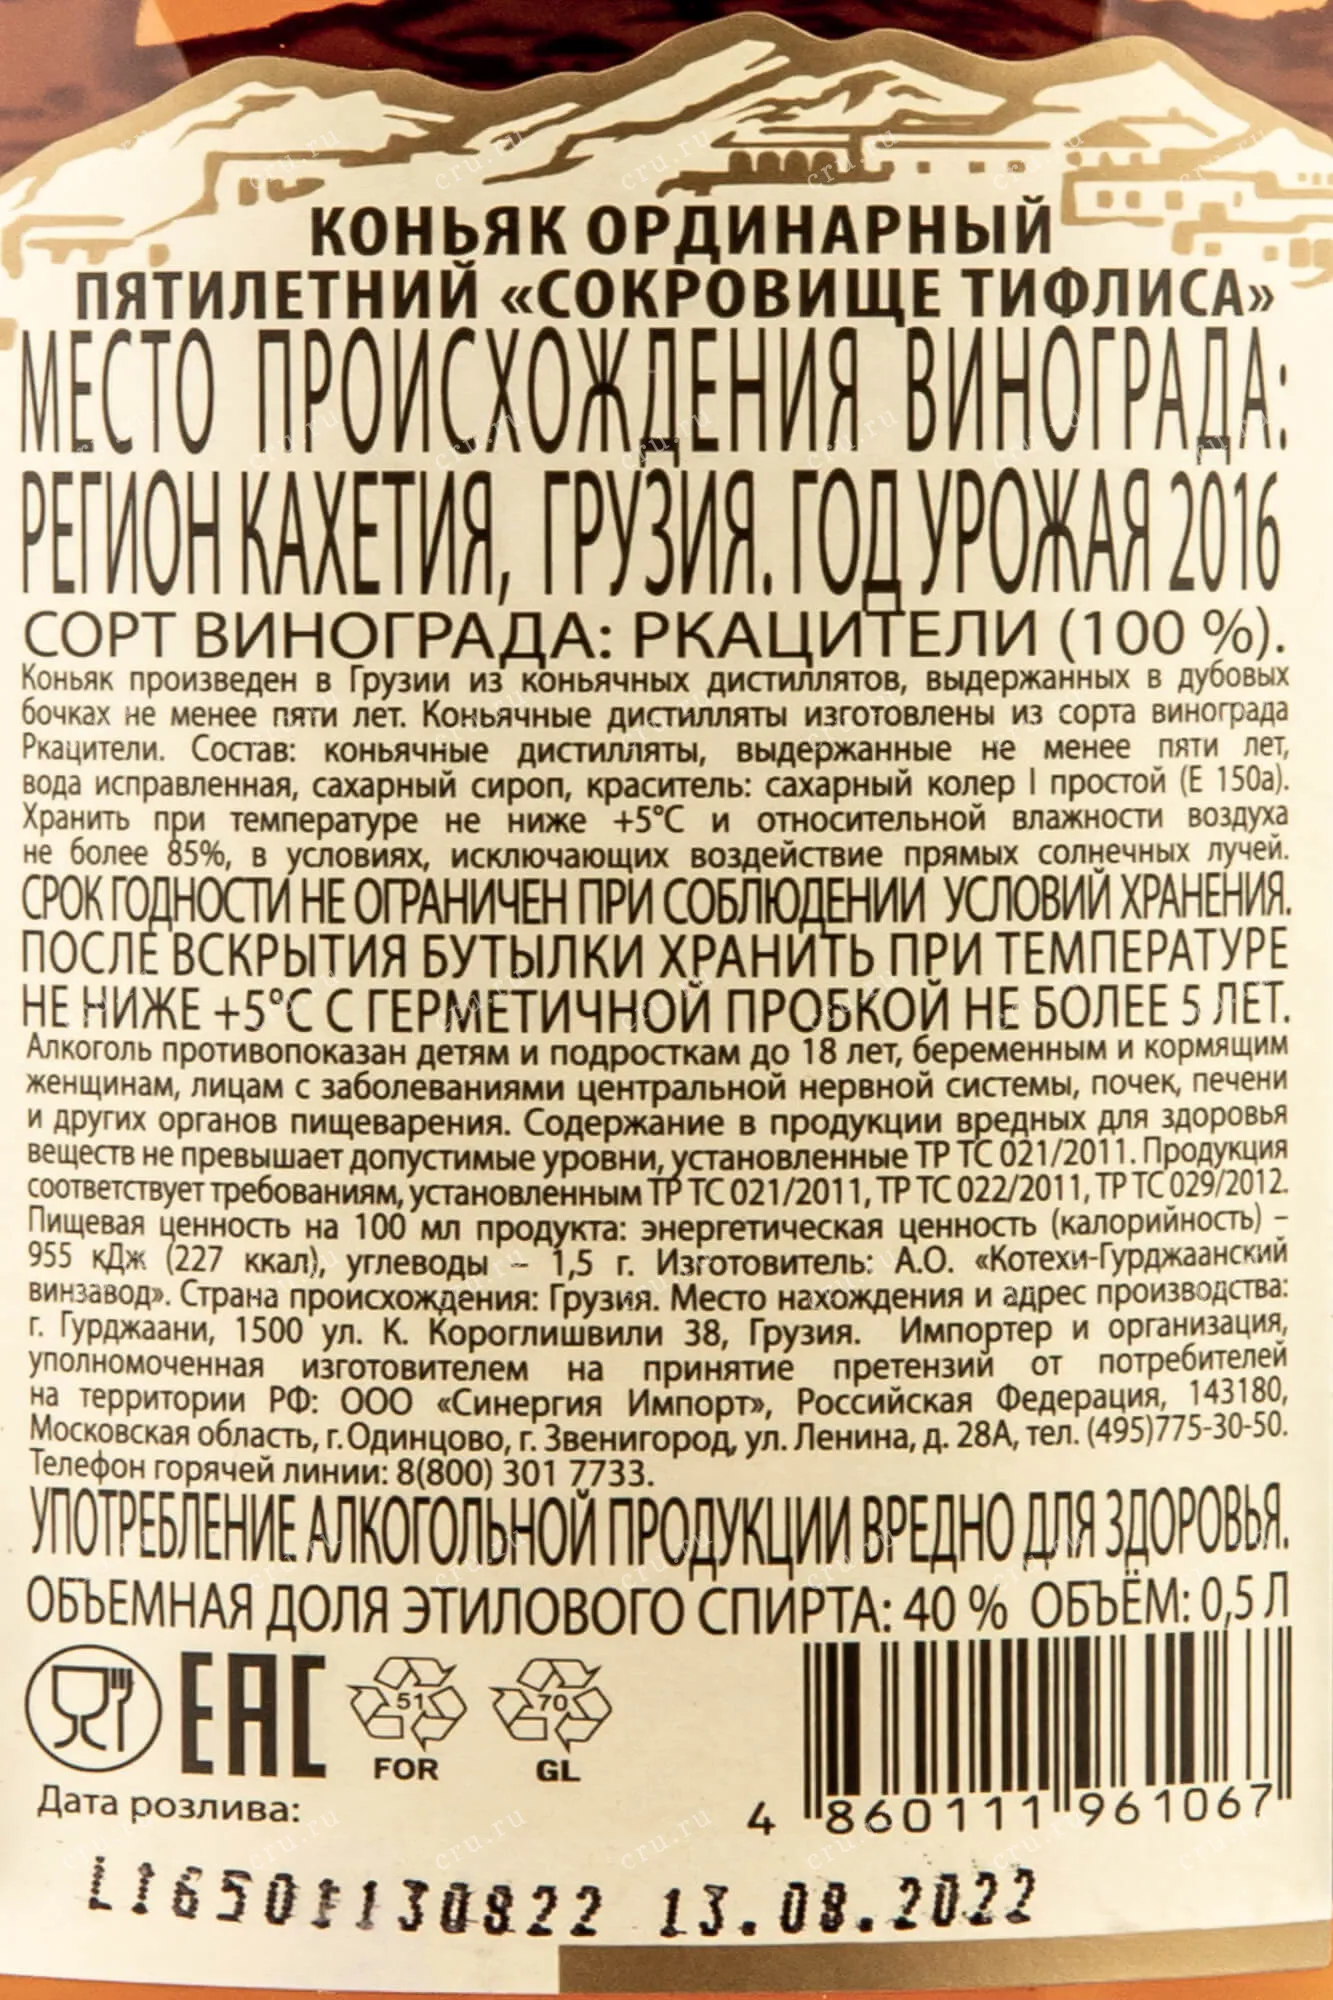 КОНЬЯК ОРДИНАРНЫЙ
ПЯТИЛЕТНИЙ «СОКРОВИЩЕ ТИФЛИСА»
МЕСТО ПРОИСХОЖДЕНИЯ ВИНОГРАДА:
РЕГИОН КАХЕТИЯ, ГРУЗИЯ. ГОД УРОЖАЯ 2016
СОРТ ВИНОГРАДА: РКАЦИТЕЛИ (100 %).
Коньяк произведен в Грузии из коньячных дистиллятов, выдержанных в дубовых
бочках не менее пяти лет. Коньячные дистилляты изготовлены из сорта винограда
Ркацители. Состав: коньячные дистилляты, выдержанные не менее пяти лет,
вода исправленная, сахарный сироп, краситель: сахарный колер I простой (Е 150а).
Хранить при температуре не ниже +5°С и относительной влажности воздуха
не более 85%, в условиях, исключающих воздействие прямых солнечных лучей.
СРОК ГОДНОСТИ НЕ ОГРАНИЧЕН ПРИ СОБЛЮДЕНИИ УСЛОВИЙ ХРАНЕНИЯ.
ПОСЛЕ ВСКРЫТИЯ БУТЫЛКИ ХРАНИТЬ ПРИ ТЕМПЕРАТУРЕ
НЕ НИЖЕ +5°С С ГЕРМЕТИЧНОЙ ПРОБКОЙ НЕ БОЛЕЕ 5 ЛЕТ.
Алкоголь противопоказан детям и подросткам до 18 лет, беременным и кормящим
женщинам, лицам с заболеваниями центральной нервной системы, почек, печени
и других органов пищеварения. Содержание в продукции вредных для здоровья
веществ не превышает допустимые уровни, установленные ТР ТС 021/2011. Продукция
соответствует требованиям, установленным ТР ТС 021/2011, ТР ТС 022/2011, ТР ТС 029/2012.
Пищевая ценность на 100 мл продукта: энергетическая ценность (калорийность) –
955 кДж (227 ккал), углеводы – 1,5 г. Изготовитель: А.О. «Котехи-Гурджаанский
винзавод». Страна происхождения: Грузия. Место нахождения и адрес производства:
г. Гурджаани, 1500 ул. К. Короглишвили 38, Грузия. Импортер и организация,
уполномоченная изготовителем на принятие претензий от потребителей
на территории РФ: ООО «Синергия Импорт», Российская Федерация, 143180,
Московская область, г. Одинцово, г. Звенигород, ул. Ленина, д. 28А, тел. (495)775-30-50.
Телефон горячей линии: 8(800) 301 7733.
УПОТРЕБЛЕНИЕ АЛКОГОЛЬНОЙ ПРОДУКЦИИ ВРЕДНО ДЛЯ ЗДОРОВЬЯ.
ОБЪЕМНАЯ ДОЛЯ ЭТИЛОВОГО СПИРТА: 40 % ОБЪЁМ: 0,5 Л
EAC 51 70
FOR GL
Дата розлива:
4 860111 961067
L16501130822 13.08.2022